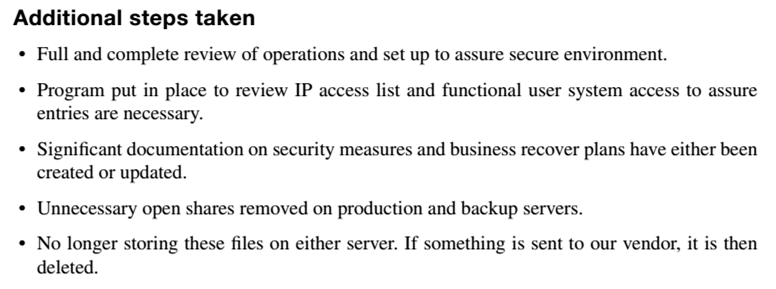 Additional steps taken
• Full and complete review of operations and set up to assure secure environment.
• Program put in place to review IP access list and functional user system access to assure
entries are necessary.
• Significant documentation on security measures and business recover plans have either been
created or updated.
• Unnecessary open shares removed on production and backup servers.
• No longer storing these files on either server. If something is sent to our vendor, it is then
deleted.